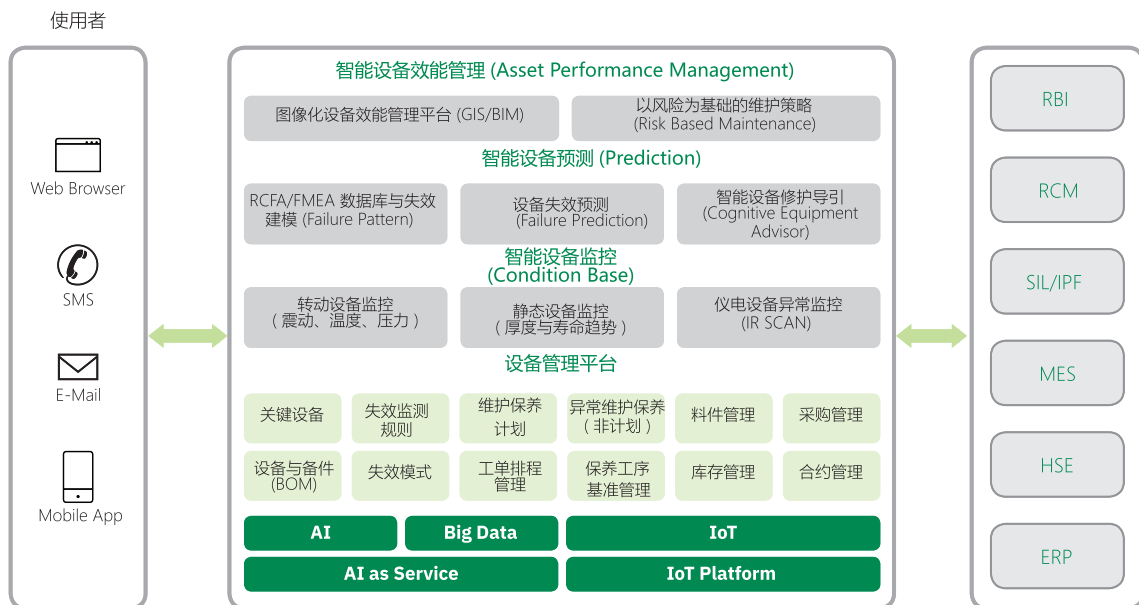 使用者
Web Browser
SMS
E-Mail
Mobile App
智能设备效能管理 (Asset Performance Management)
图像化设备效能管理平台 (GIS/BIM)
以风险为基础的维护策略
(Risk Based Maintenance)
智能设备预测 (Prediction)
RCFA/FMEA 数据库与失效
建模 (Failure Pattern)
设备失效预测
(Failure Prediction)
智能设备修护导引
(Cognitive Equipment
Advisor)
智能设备监控
(Condition Base)
转动设备监控
（震动、温度、压力）
静态设备监控
（厚度与寿命趋势）
仪电设备异常监控
(IR SCAN)
设备管理平台
关键设备
失效监测
规则
维护保养
计划
异常维护保养
（非计划）
料件管理
采购管理
设备与备件
(BOM)
失效模式
工单排程
管理
保养工序
基准管理
库存管理
合约管理
AI
Big Data
IoT
AI as Service
IoT Platform
RBI
RCM
SIL/IPF
MES
HSE
ERP